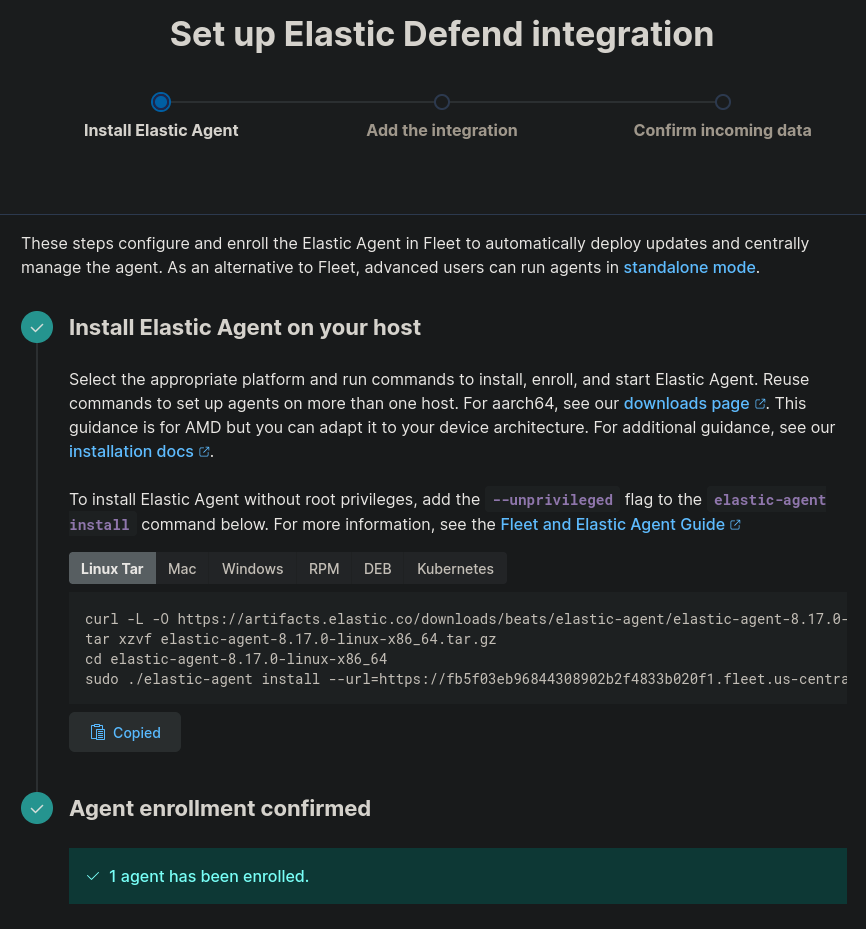 Set up Elastic Defend integration
Install Elastic Agent
Add the integration
Confirm incoming data
These steps configure and enroll the Elastic Agent in Fleet to automatically deploy updates and centrally
manage the agent. As an alternative to Fleet, advanced users can run agents in standalone mode.
Install Elastic Agent on your host
Select the appropriate platform and run commands to install, enroll, and start Elastic Agent. Reuse
commands to set up agents on more than one host. For aarch64, see our downloads page. This
guidance is for AMD but you can adapt it to your device architecture. For additional guidance, see our
installation docs.
To install Elastic Agent without root privileges, add the --unprivileged flag to the elastic-agent
install command below. For more information, see the Fleet and Elastic Agent Guide
Linux Tar Mac Windows RPM DEB Kubernetes
curl -L -O https://artifacts.elastic.co/downloads/beats/elastic-agent/elastic-agent-8.17.0-
tar xzvf elastic-agent-8.17.0-linux-x86_64.tar.gz
cd elastic-agent-8.17.0-linux-x86_64
sudo ./elastic-agent install --url=https://fb5f03eb96844308902b2f4833b020f1.fleet.us-centra
Copied
Agent enrollment confirmed
1 agent has been enrolled.